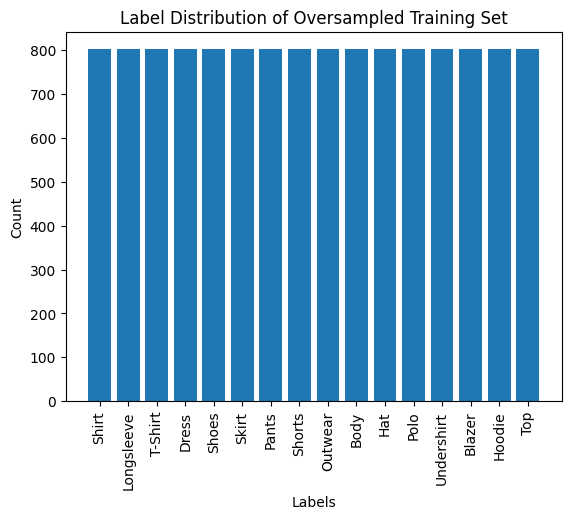 Label Distribution of Oversampled Training Set
Count
800
700
600
500
400
300
200
100
0
Shirt
Longsleeve
T-Shirt
Dress
Shoes
Skirt
Pants
Shorts
Outwear
Body
Hat
Polo
Undershirt
Blazer
Hoodie
Top
Labels